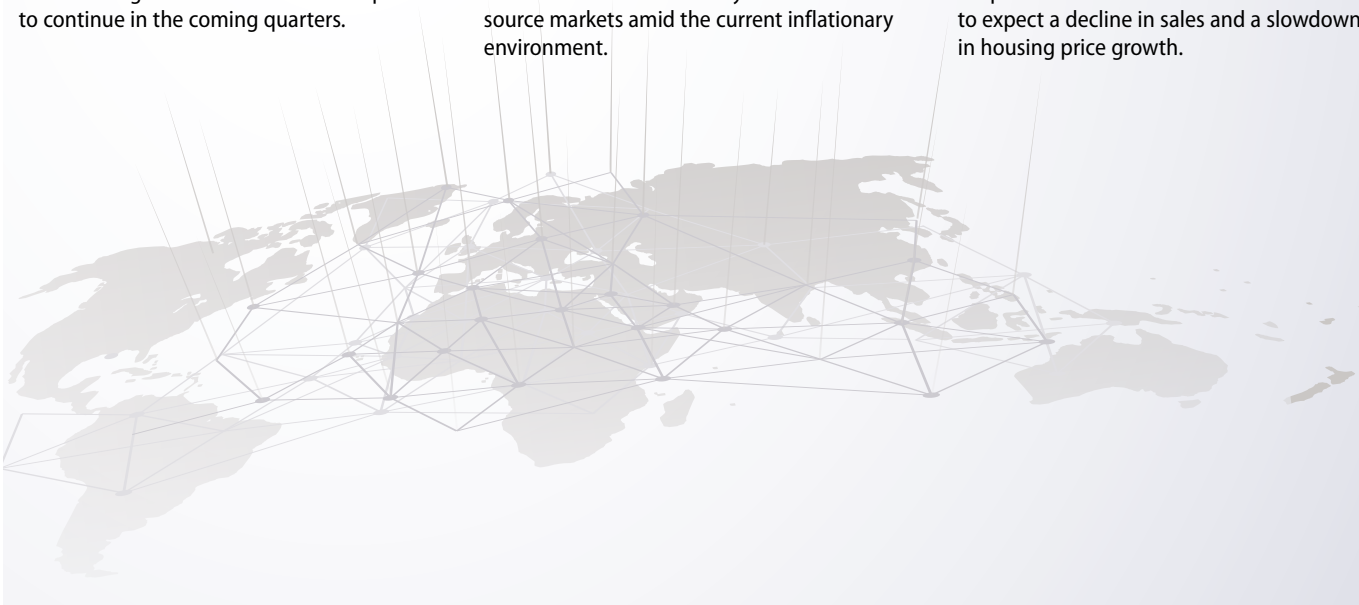 to continue in the coming quarters.
source markets amid the current inflationary
environment.
to expect a decline in sales and a slowdown
in housing price growth.